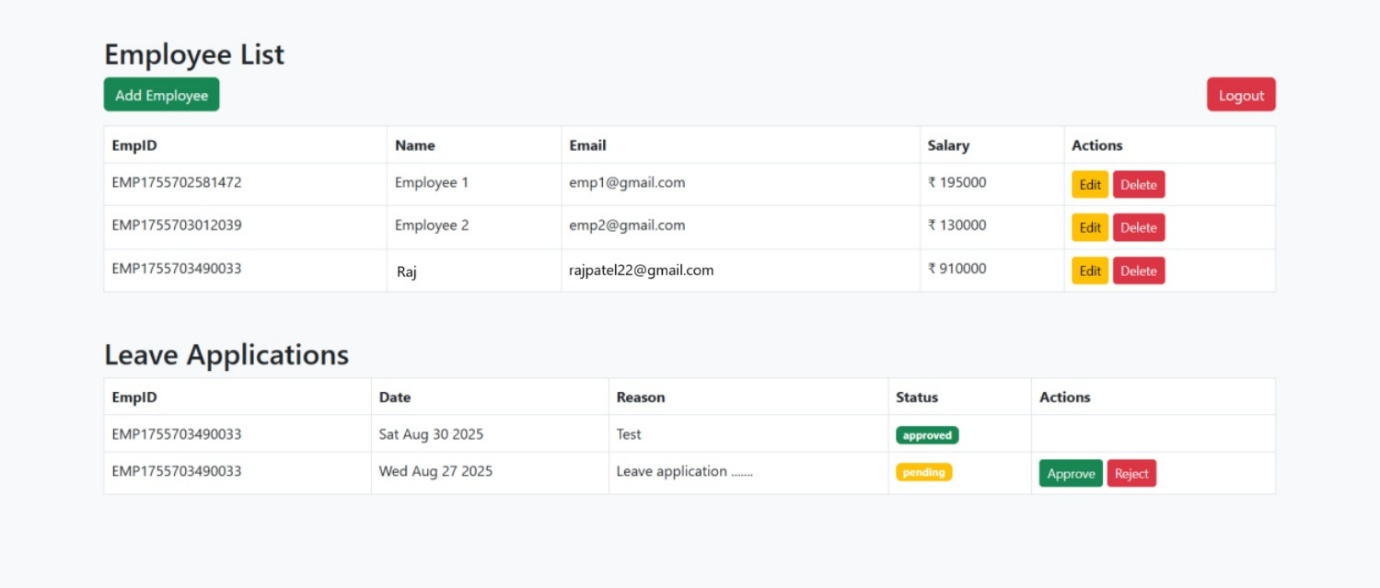 Employee List
Add Employee Logout
EmpID Name Email Salary Actions
EMP1755702581472 Employee 1 emp1@gmail.com ₹ 195000 Edit Delete
EMP1755703012039 Employee 2 emp2@gmail.com ₹ 130000 Edit Delete
EMP1755703490033 Raj rajpatel22@gmail.com ₹ 910000 Edit Delete
Leave Applications
EmpID Date Reason Status Actions
EMP1755703490033 Sat Aug 30 2025 Test approved
EMP1755703490033 Wed Aug 27 2025 Leave application ....... pending Approve Reject